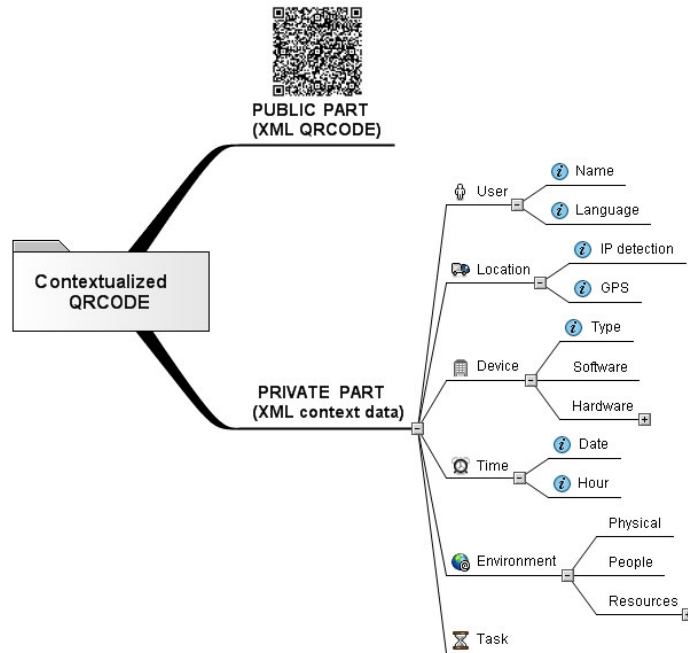 PUBLIC PART
(XML QRCODE)
Contextualized
QRCODE
PRIVATE PART
(XML context data)
User
Name
Language
Location
IP detection
GPS
Device
Type
Software
Hardware
Time
Date
Hour
Environment
Physical
People
Resources
Task